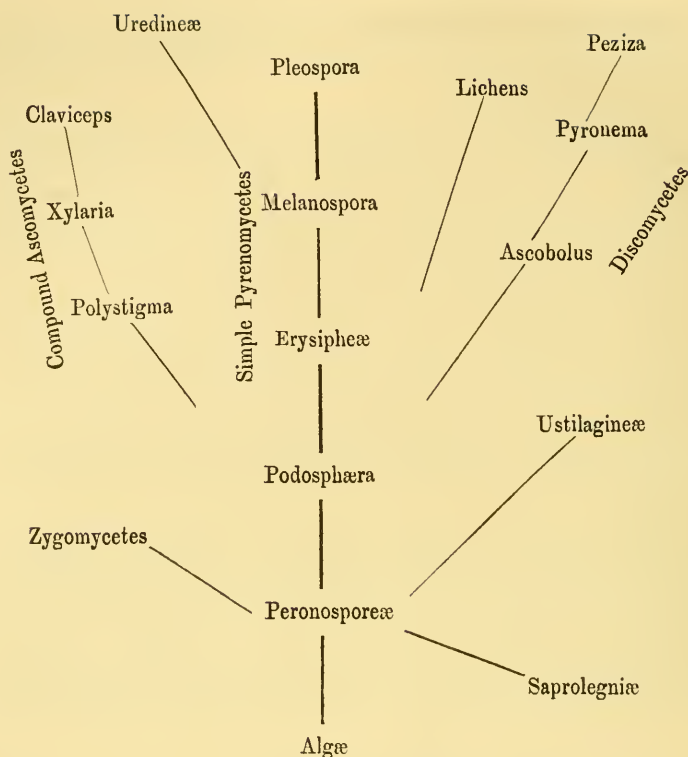 Uredineæ
Peziza
Pleospora
Lichens
Claviceps
Pyronema
Compound Ascomycetes
Simple Pyrenomycetes
Discomycetes
Xylaria
Melanospora
Ascobolus
Polystigma
Erysipheæ
Ustilagineæ
Podosphæra
Zygomycetes
Peronosporeæ
Saprolegniæ
Algæ